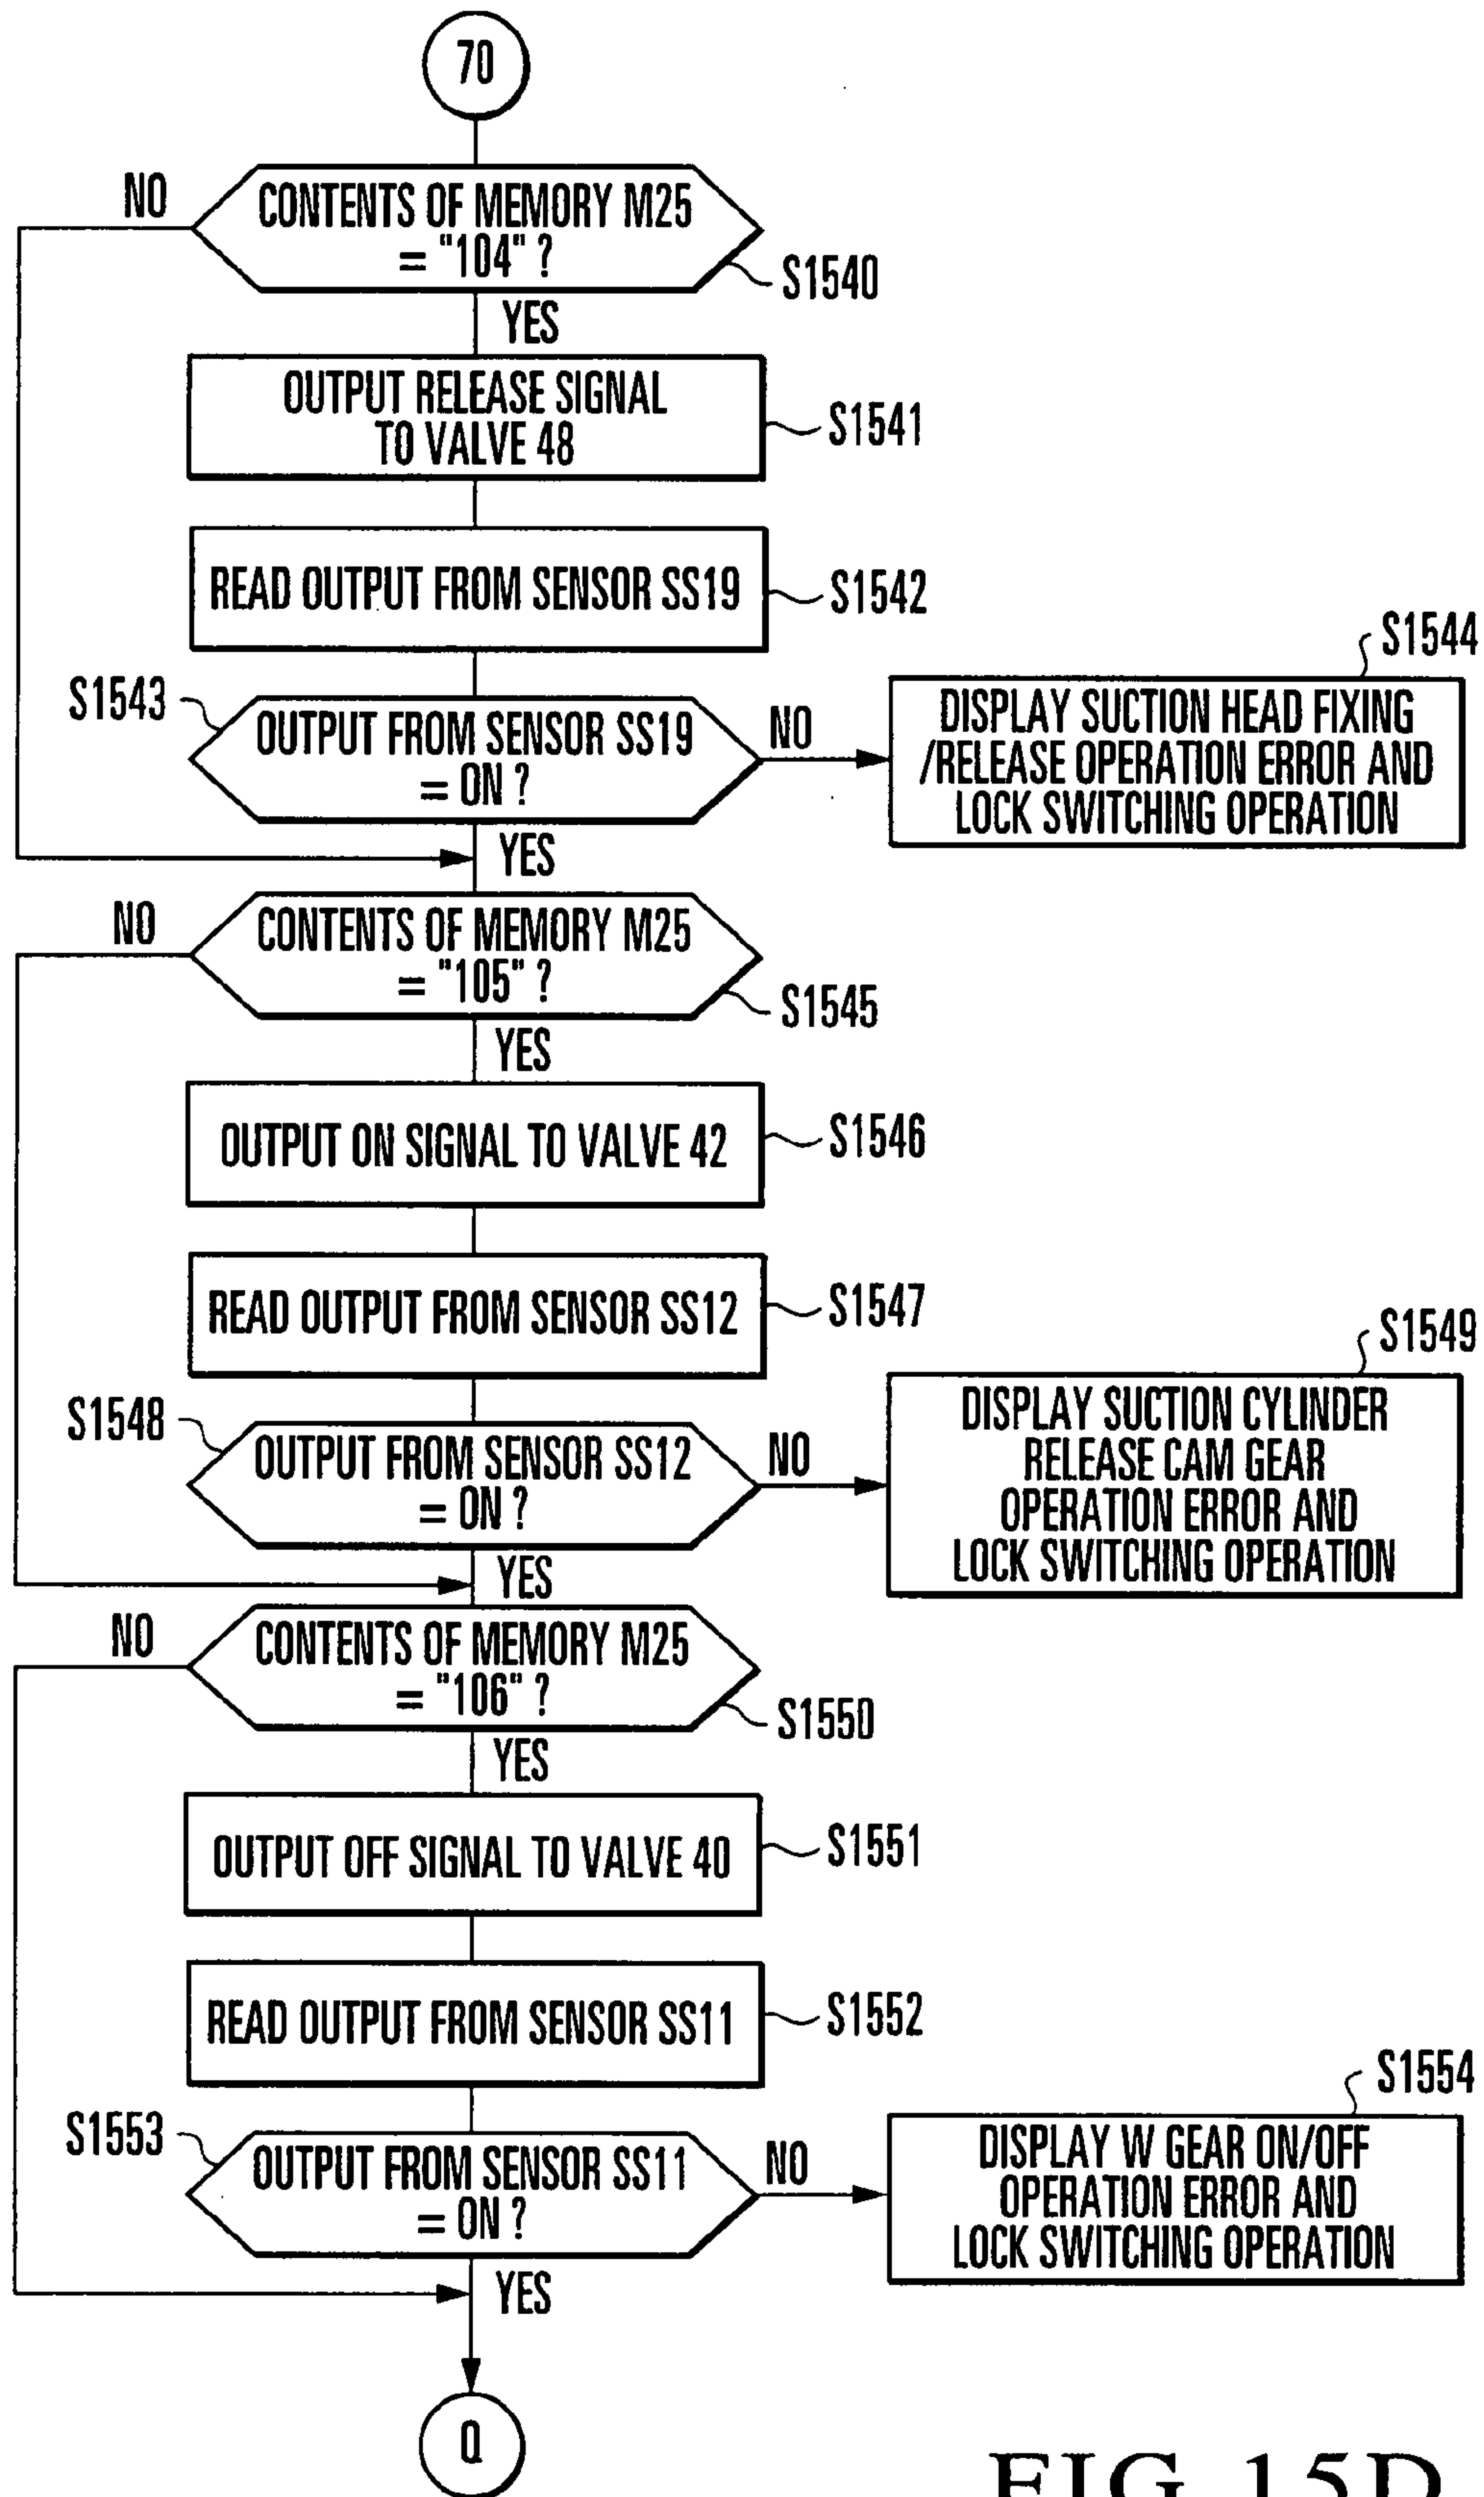 70
NO
CONTENTS OF MEMORY M25
= "104" ?
S1540
YES
OUTPUT RELEASE SIGNAL
TO VALVE 48
S1541
READ OUTPUT FROM SENSOR SS19
S1542
S1543
OUTPUT FROM SENSOR SS19
= ON ?
NO
S1544
DISPLAY SUCTION HEAD FIXING
/RELEASE OPERATION ERROR AND
LOCK SWITCHING OPERATION
YES
NO
CONTENTS OF MEMORY M25
= "105" ?
S1545
YES
OUTPUT ON SIGNAL TO VALVE 42
S1546
READ OUTPUT FROM SENSOR SS12
S1547
S1548
OUTPUT FROM SENSOR SS12
= ON ?
NO
S1549
DISPLAY SUCTION CYLINDER
RELEASE CAM GEAR
OPERATION ERROR AND
LOCK SWITCHING OPERATION
YES
NO
CONTENTS OF MEMORY M25
= "106" ?
S1550
YES
OUTPUT OFF SIGNAL TO VALVE 40
S1551
READ OUTPUT FROM SENSOR SS11
S1552
S1553
OUTPUT FROM SENSOR SS11
= ON ?
NO
S1554
DISPLAY W GEAR ON/OFF
OPERATION ERROR AND
LOCK SWITCHING OPERATION
YES
Q
FIG.15D